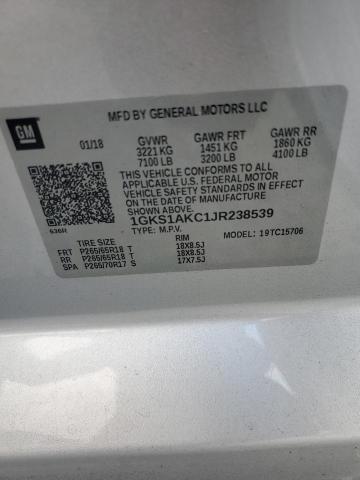 MFD BY GENERAL MOTORS LLC
GM
01/18 GVWR GAWR FRT GAWR RR
3221 KG 1451 KG 1860 KG
7100 LB 3200 LB 4100 LB
THIS VEHICLE CONFORMS TO ALL
APPLICABLE U.S. FEDERAL MOTOR
VEHICLE SAFETY STANDARDS IN EFFECT ON
THE DATE OF MANUFACTURE SHOWN ABOVE.
1GKS1AKC1JR238539
TYPE: M.P.V. MODEL: 19TC15706
636R
TIRE SIZE RIM
FRT P265/65R18 T 18X8.5J
RR P265/65R18 T 18X8.5J
SPA P265/70R17 S 17X7.5J